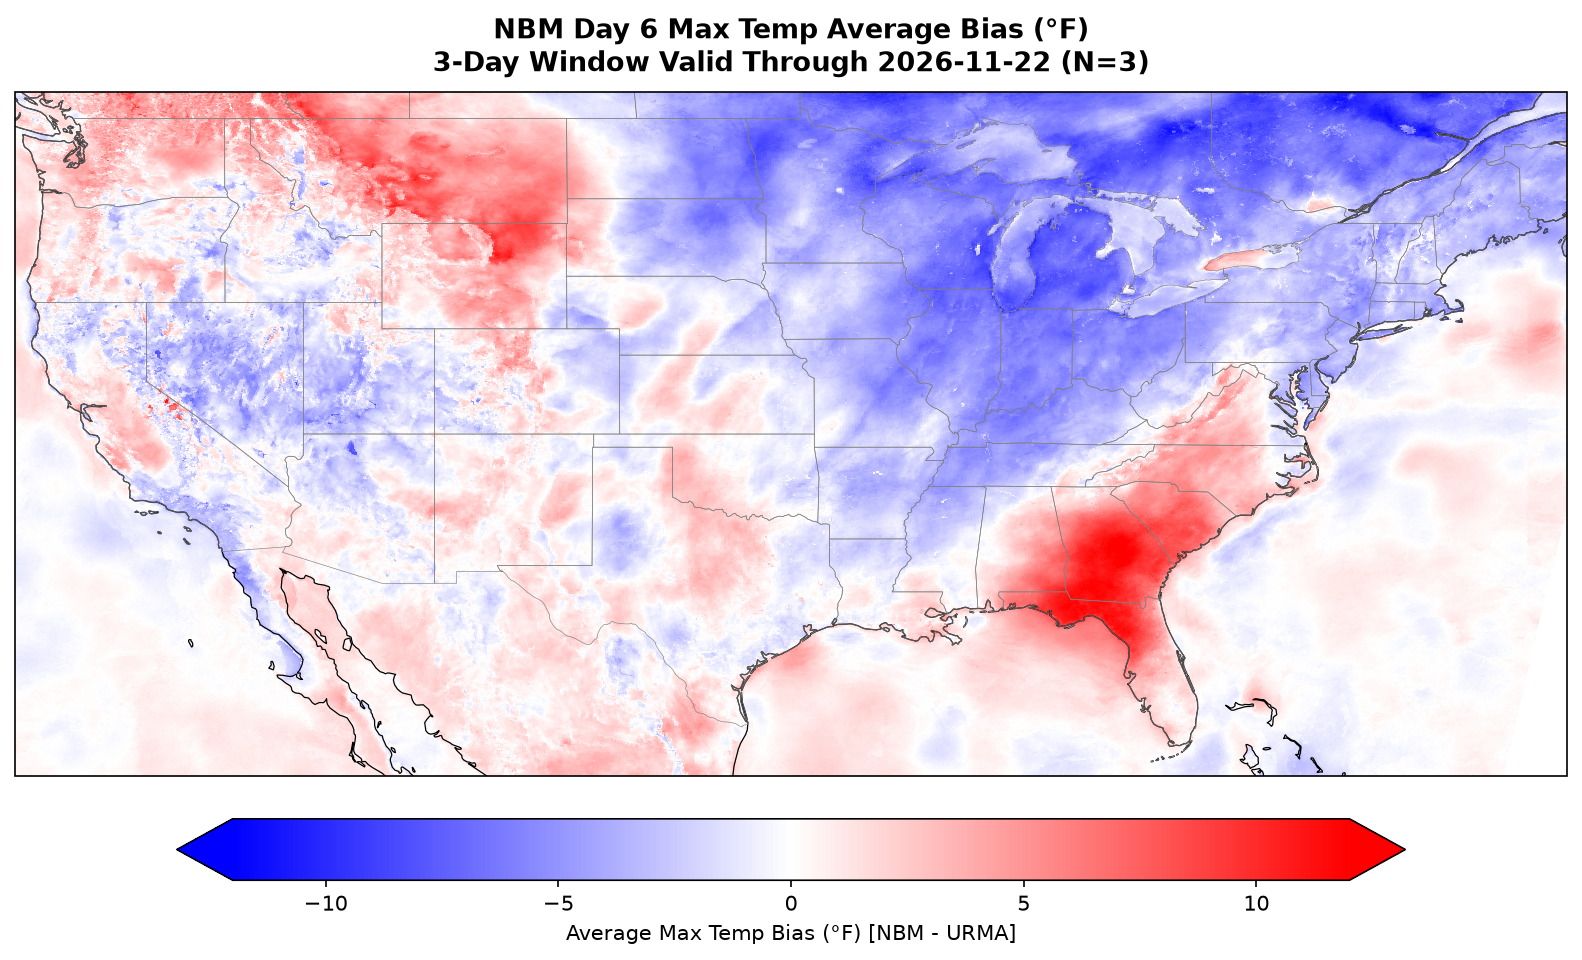 NBM Day 6 Max Temp Average Bias (°F)
3-Day Window Valid Through 2026-11-22 (N=3)
−10 −5 0 5 10
Average Max Temp Bias (°F) [NBM - URMA]